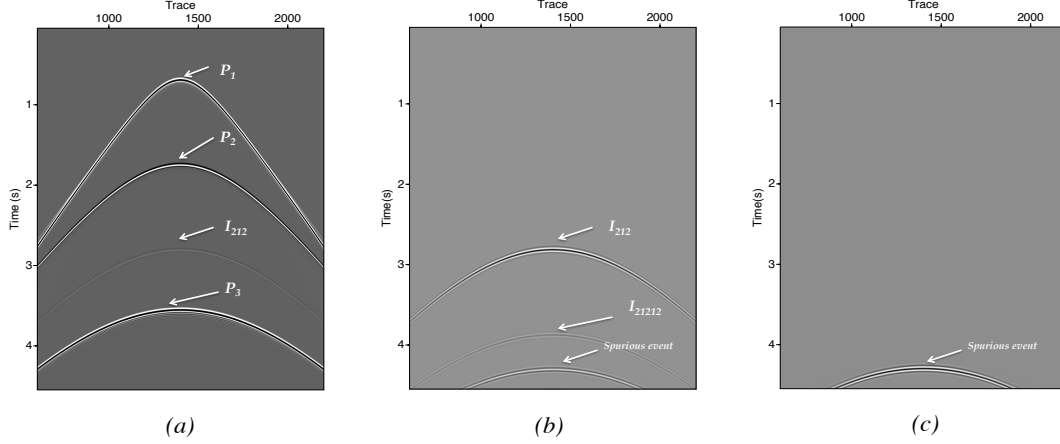 Trace
1000 1500 2000
Time (s)
1
2
3
4
P1
P2
I212
P3
(a)
Trace
1000 1500 2000
Time(s)
1
2
3
4
I212
I21212
Spurious event
(b)
Trace
1000 1500 2000
Time(s)
1
2
3
4
Spurious event
(c)